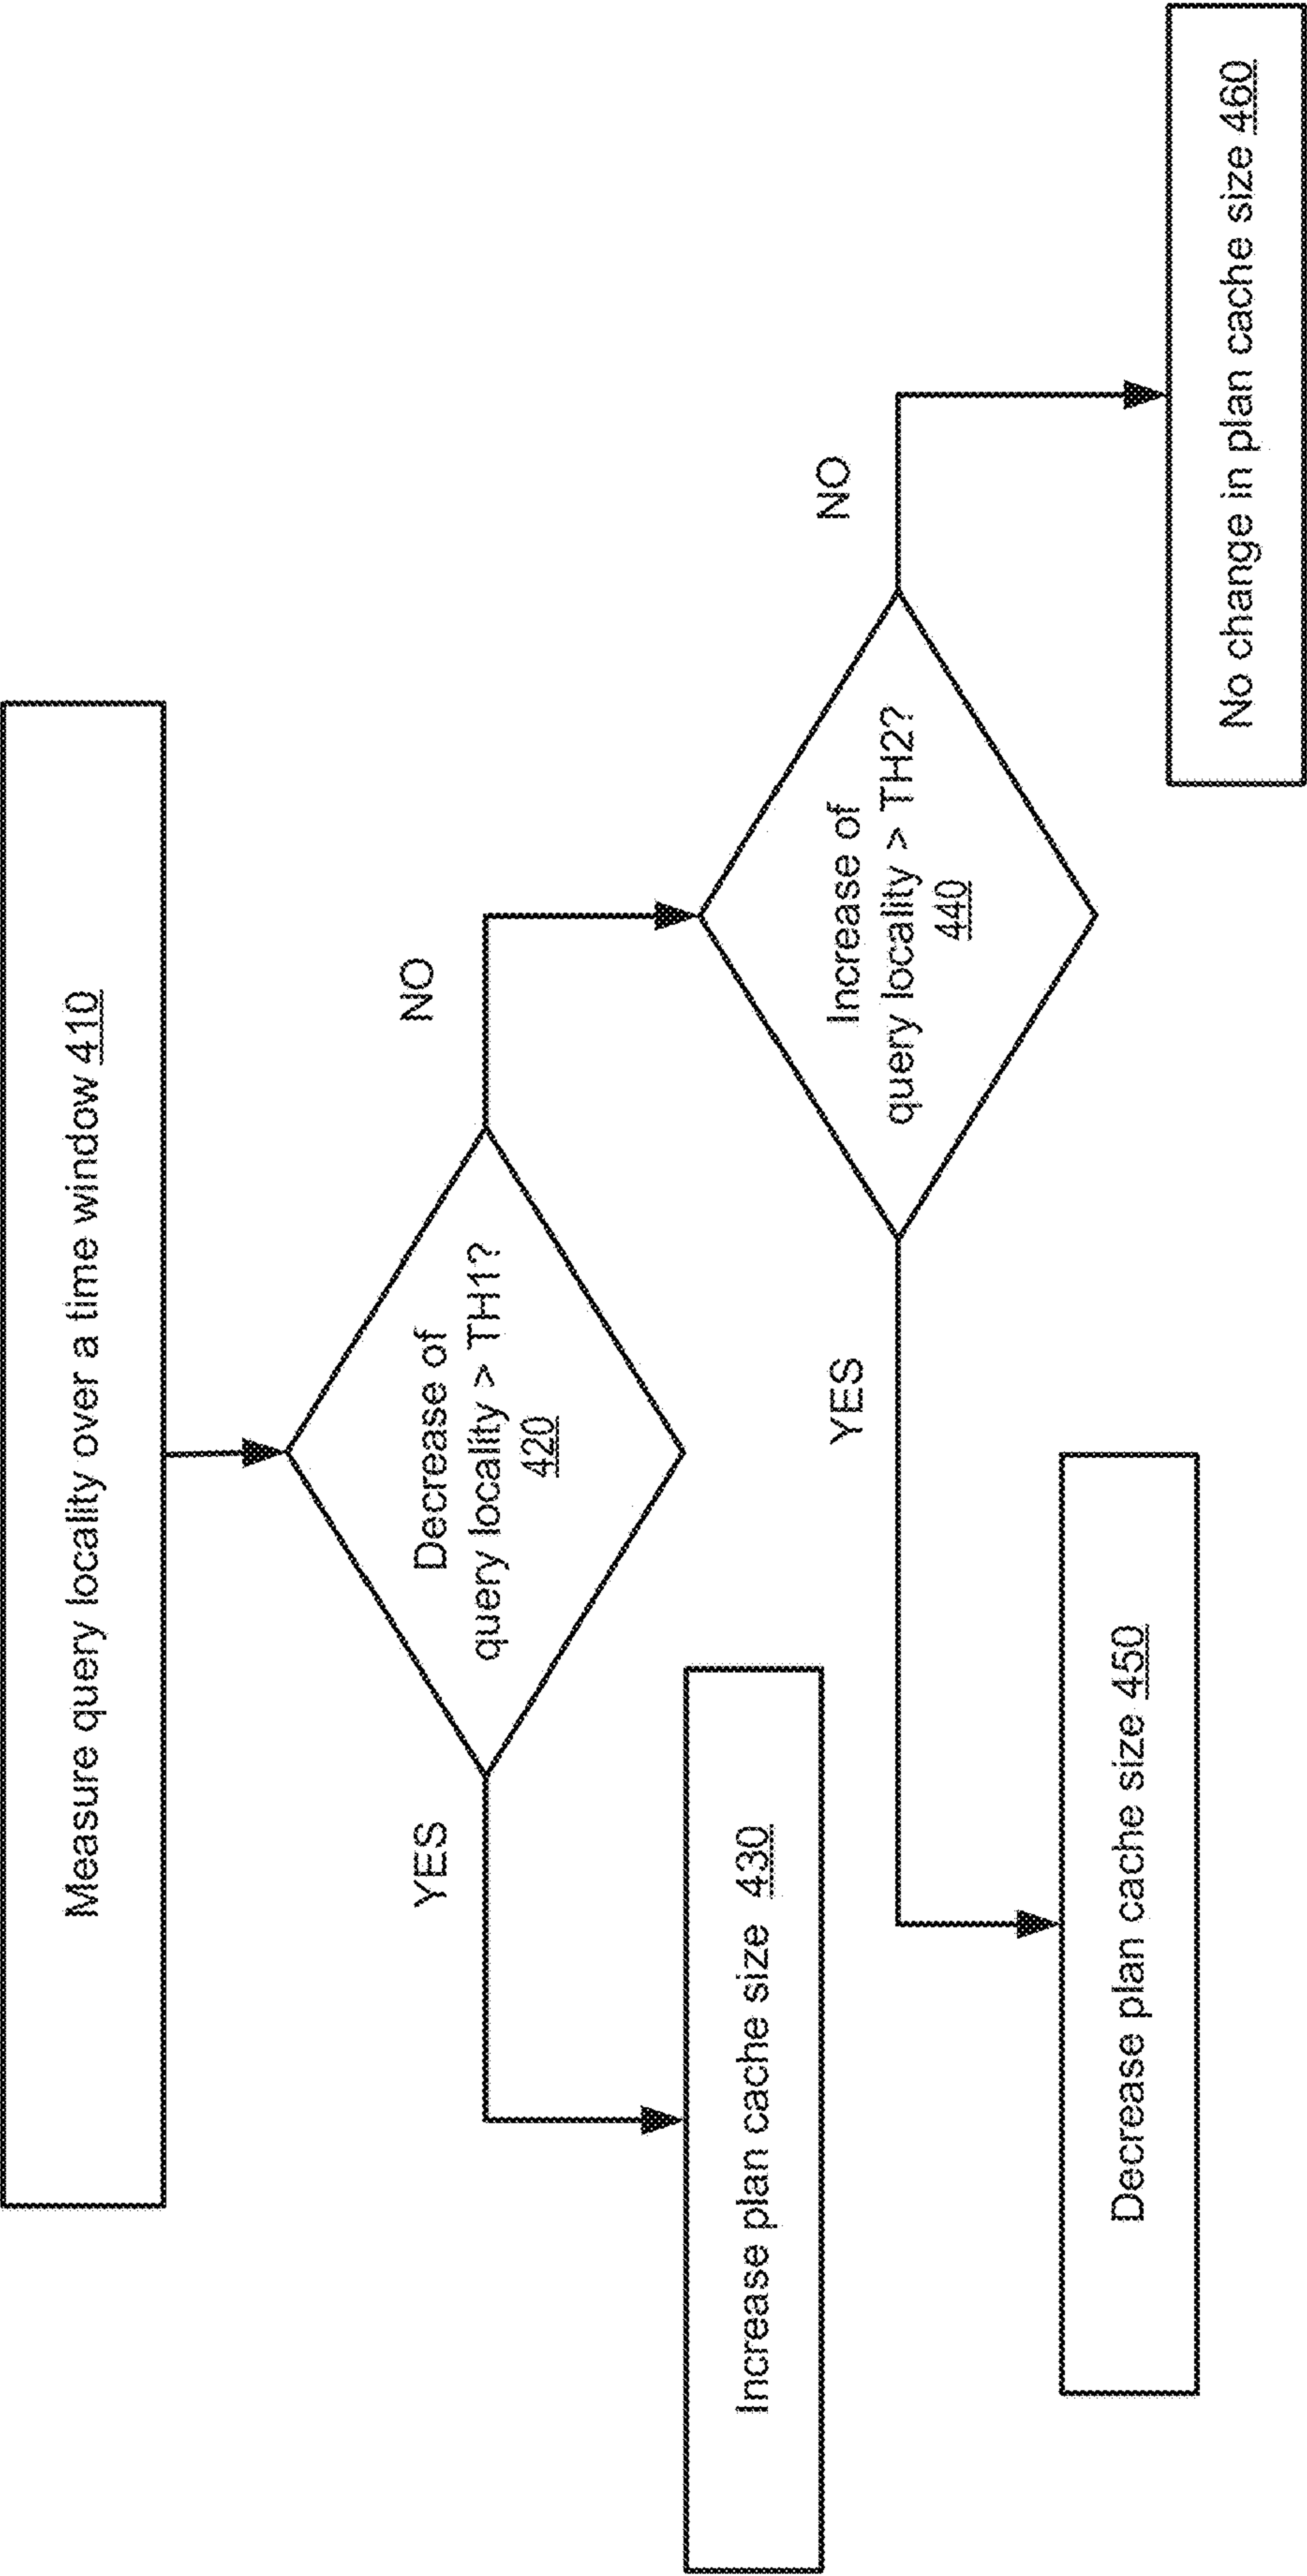 Measure query locality over a time window 410
Decrease of
query locality > TH1?
420
YES
NO
Increase plan cache size 430
Increase of
query locality > TH2?
440
YES
NO
Decrease plan cache size 450
No change in plan cache size 460